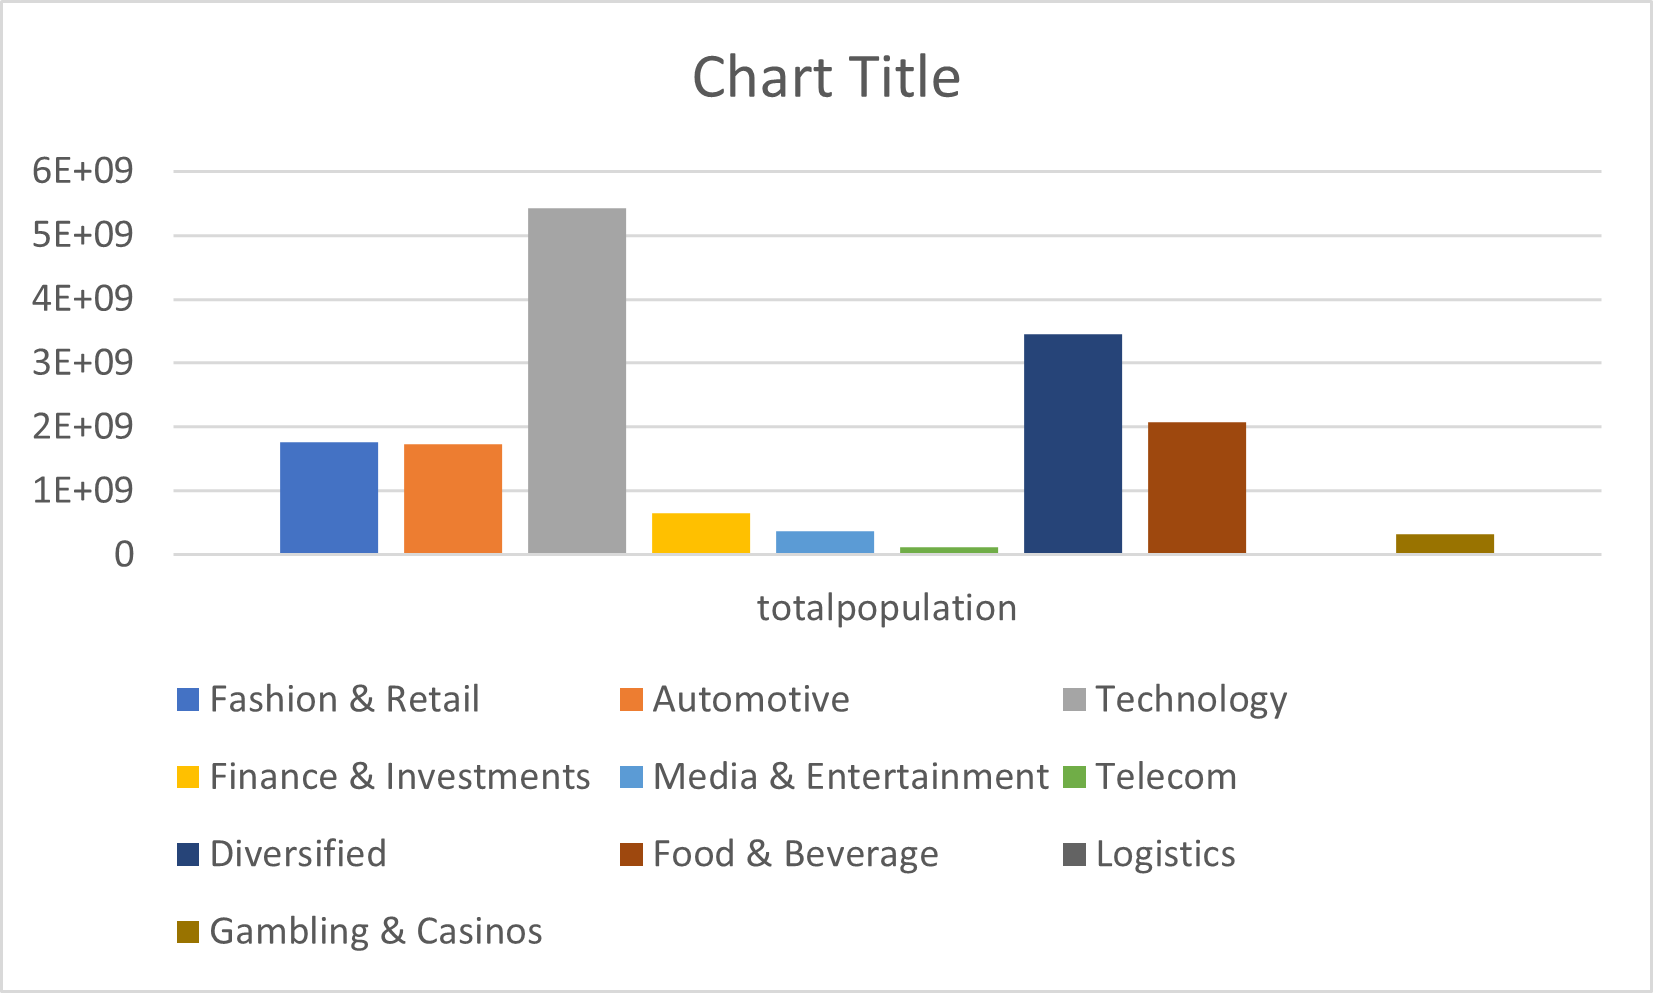 Chart Title
6E+09
5E+09
4E+09
3E+09
2E+09
1E+09
0
totalpopulation
Fashion & Retail
Automotive
Technology
Finance & Investments
Media & Entertainment
Telecom
Diversified
Food & Beverage
Logistics
Gambling & Casinos